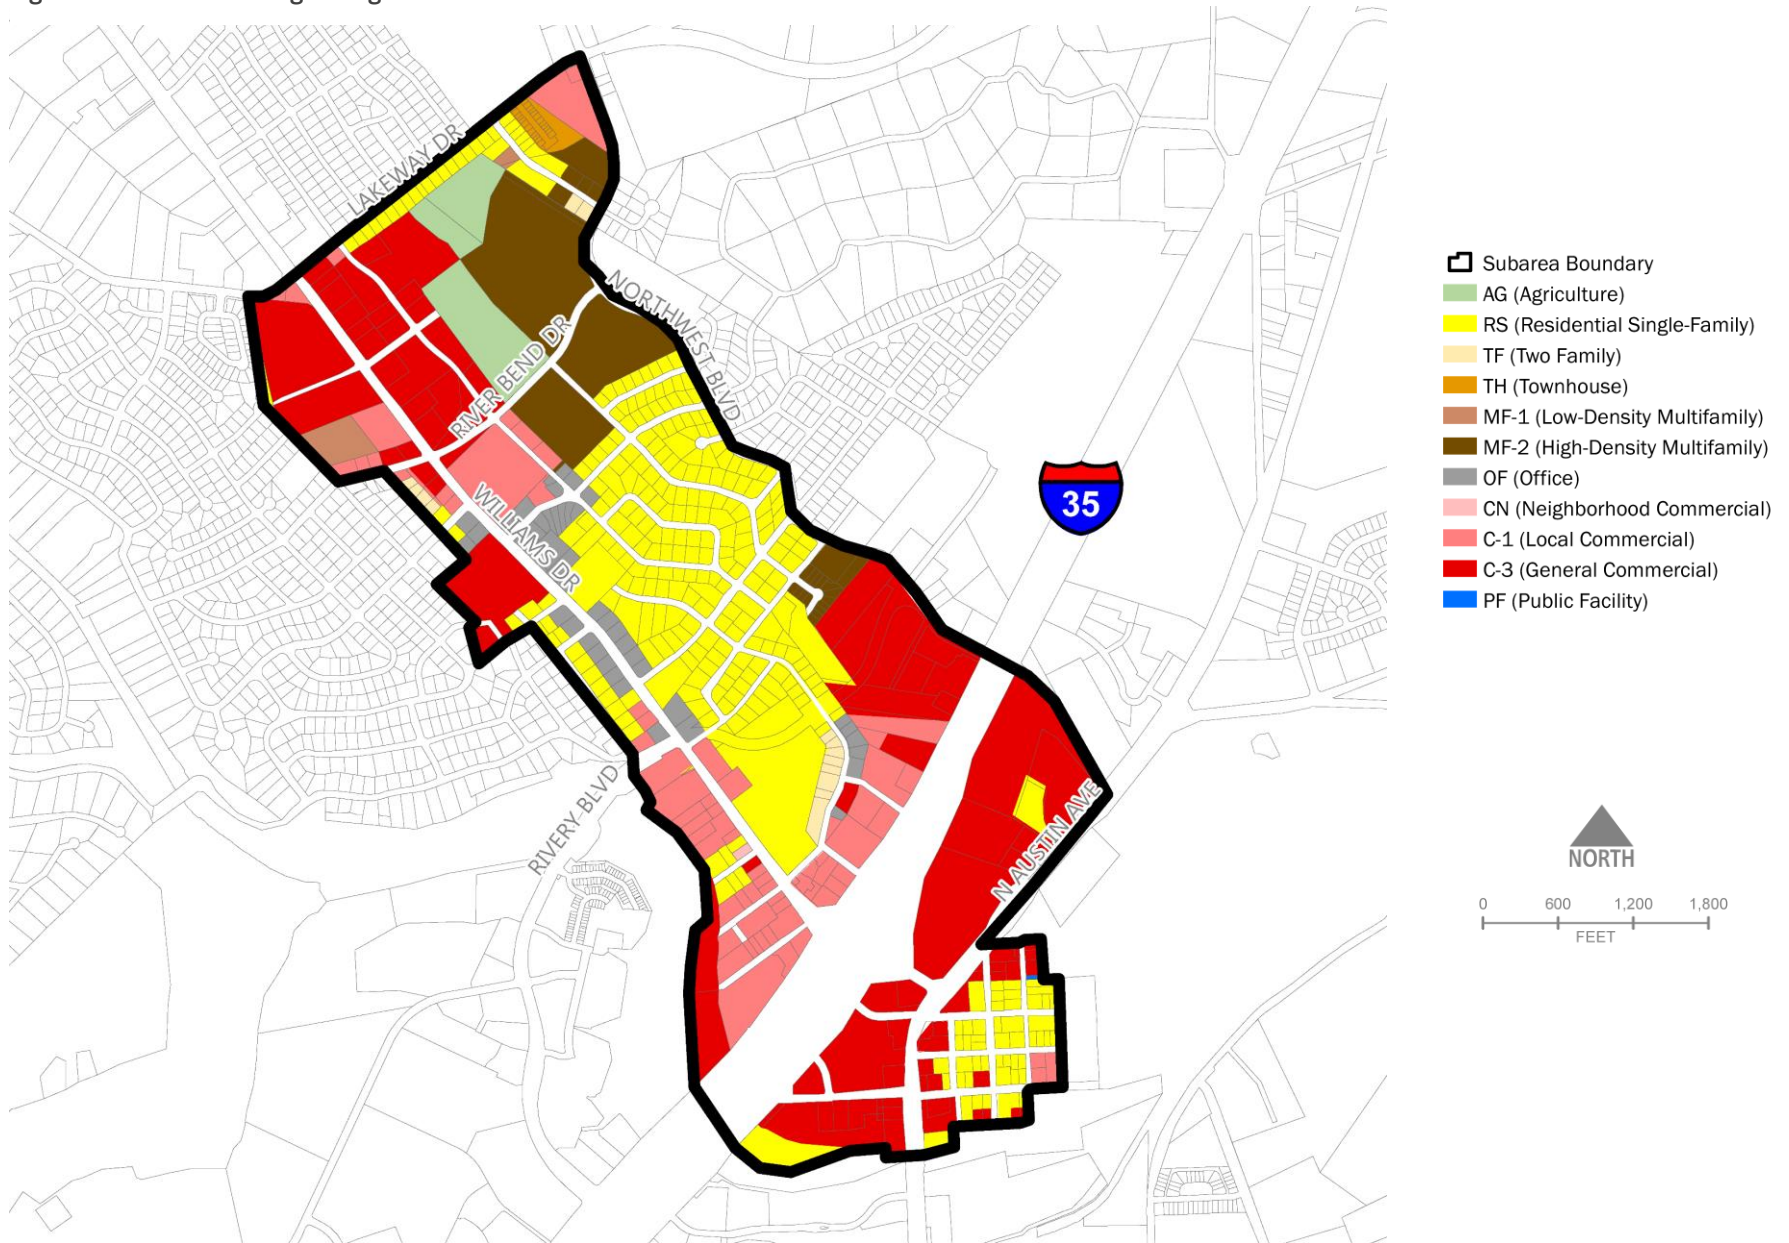 LAKEWAY DR
NORTHWEST BLVD
RIVER BEND DR
WILLIAMS DR
RIVERY BLVD
N AUSTIN AVE
35
Subarea Boundary
AG (Agriculture)
RS (Residential Single-Family)
TF (Two Family)
TH (Townhouse)
MF-1 (Low-Density Multifamily)
MF-2 (High-Density Multifamily)
OF (Office)
CN (Neighborhood Commercial)
C-1 (Local Commercial)
C-3 (General Commercial)
PF (Public Facility)
NORTH
0 600 1,200 1,800
FEET